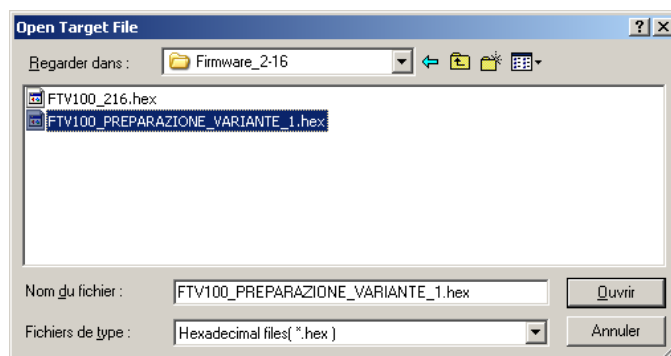 Open Target File
Regarder dans :
Firmware_2-16
FTV100_216.hex
FTV100_PREPARAZIONE_VARIANTE_1.hex
Nom du fichier :
FTV100_PREPARAZIONE_VARIANTE_1.hex
Ouvrir
Fichiers de type :
Hexadecimal files( *.hex )
Annuler